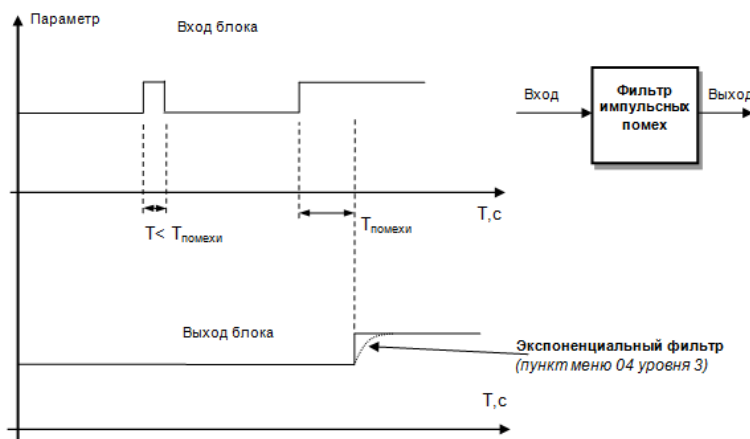 Параметр
Вход блока
Вход
Фильтр
импульсных
помех
Выход
T< Tпомехи
Tпомехи
T,c
Выход блока
Экспоненциальный фильтр
(пункт меню 04 уровня 3)
T,c